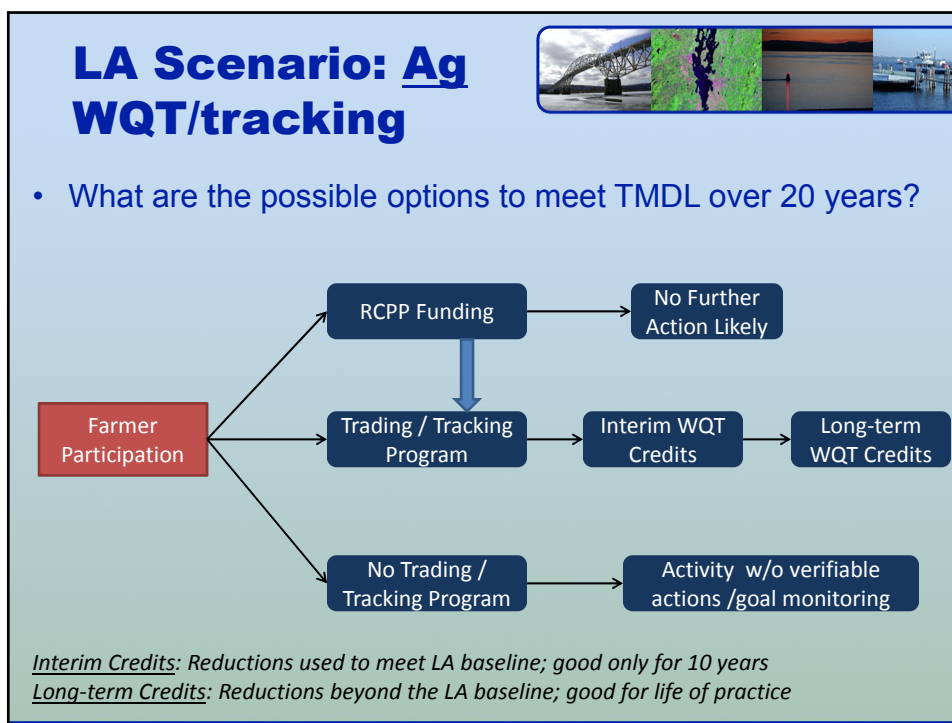 LA Scenario: Ag
WQT/tracking
• What are the possible options to meet TMDL over 20 years?
RCPP Funding
No Further
Action Likely
Farmer
Participation
Trading / Tracking
Program
Interim WQT
Credits
Long-term
WQT Credits
No Trading /
Tracking Program
Activity w/o verifiable
actions /goal monitoring
Interim Credits: Reductions used to meet LA baseline; good only for 10 years
Long-term Credits: Reductions beyond the LA baseline; good for life of practice